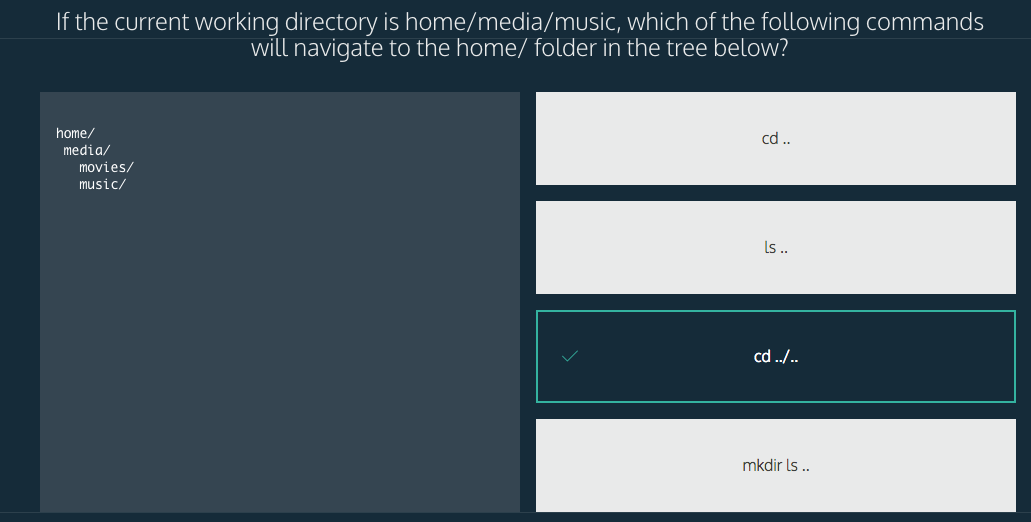 If the current working directory is home/media/music, which of the following commands
will navigate to the home/ folder in the tree below?
home/
media/
movies/
music/
cd ..
ls ..
cd ../..
mkdir ls ..